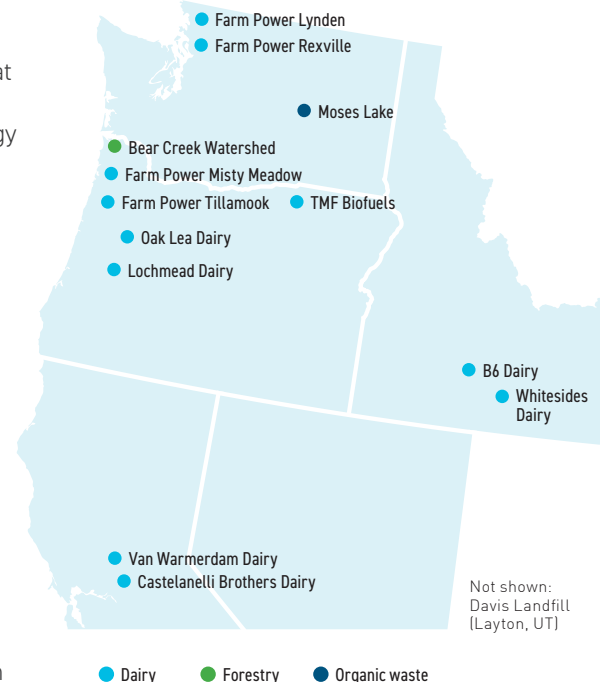 Farm Power Lynden
Farm Power Rexville
at
Moses Lake
gy
Bear Creek Watershed
Farm Power Misty Meadow
Farm Power Tillamook
TMF Biofuels
Oak Lea Dairy
Lochmead Dairy
B6 Dairy
Whitesides
Dairy
Van Warmerdam Dairy
Castelanelli Brothers Dairy
Not shown:
Davis Landfill
(Layton, UT)
Dairy
Forestry
Organic waste